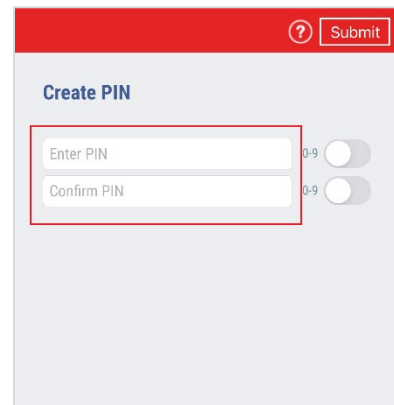 ? Submit
Create PIN
Enter PIN 0-9
Confirm PIN 0-9